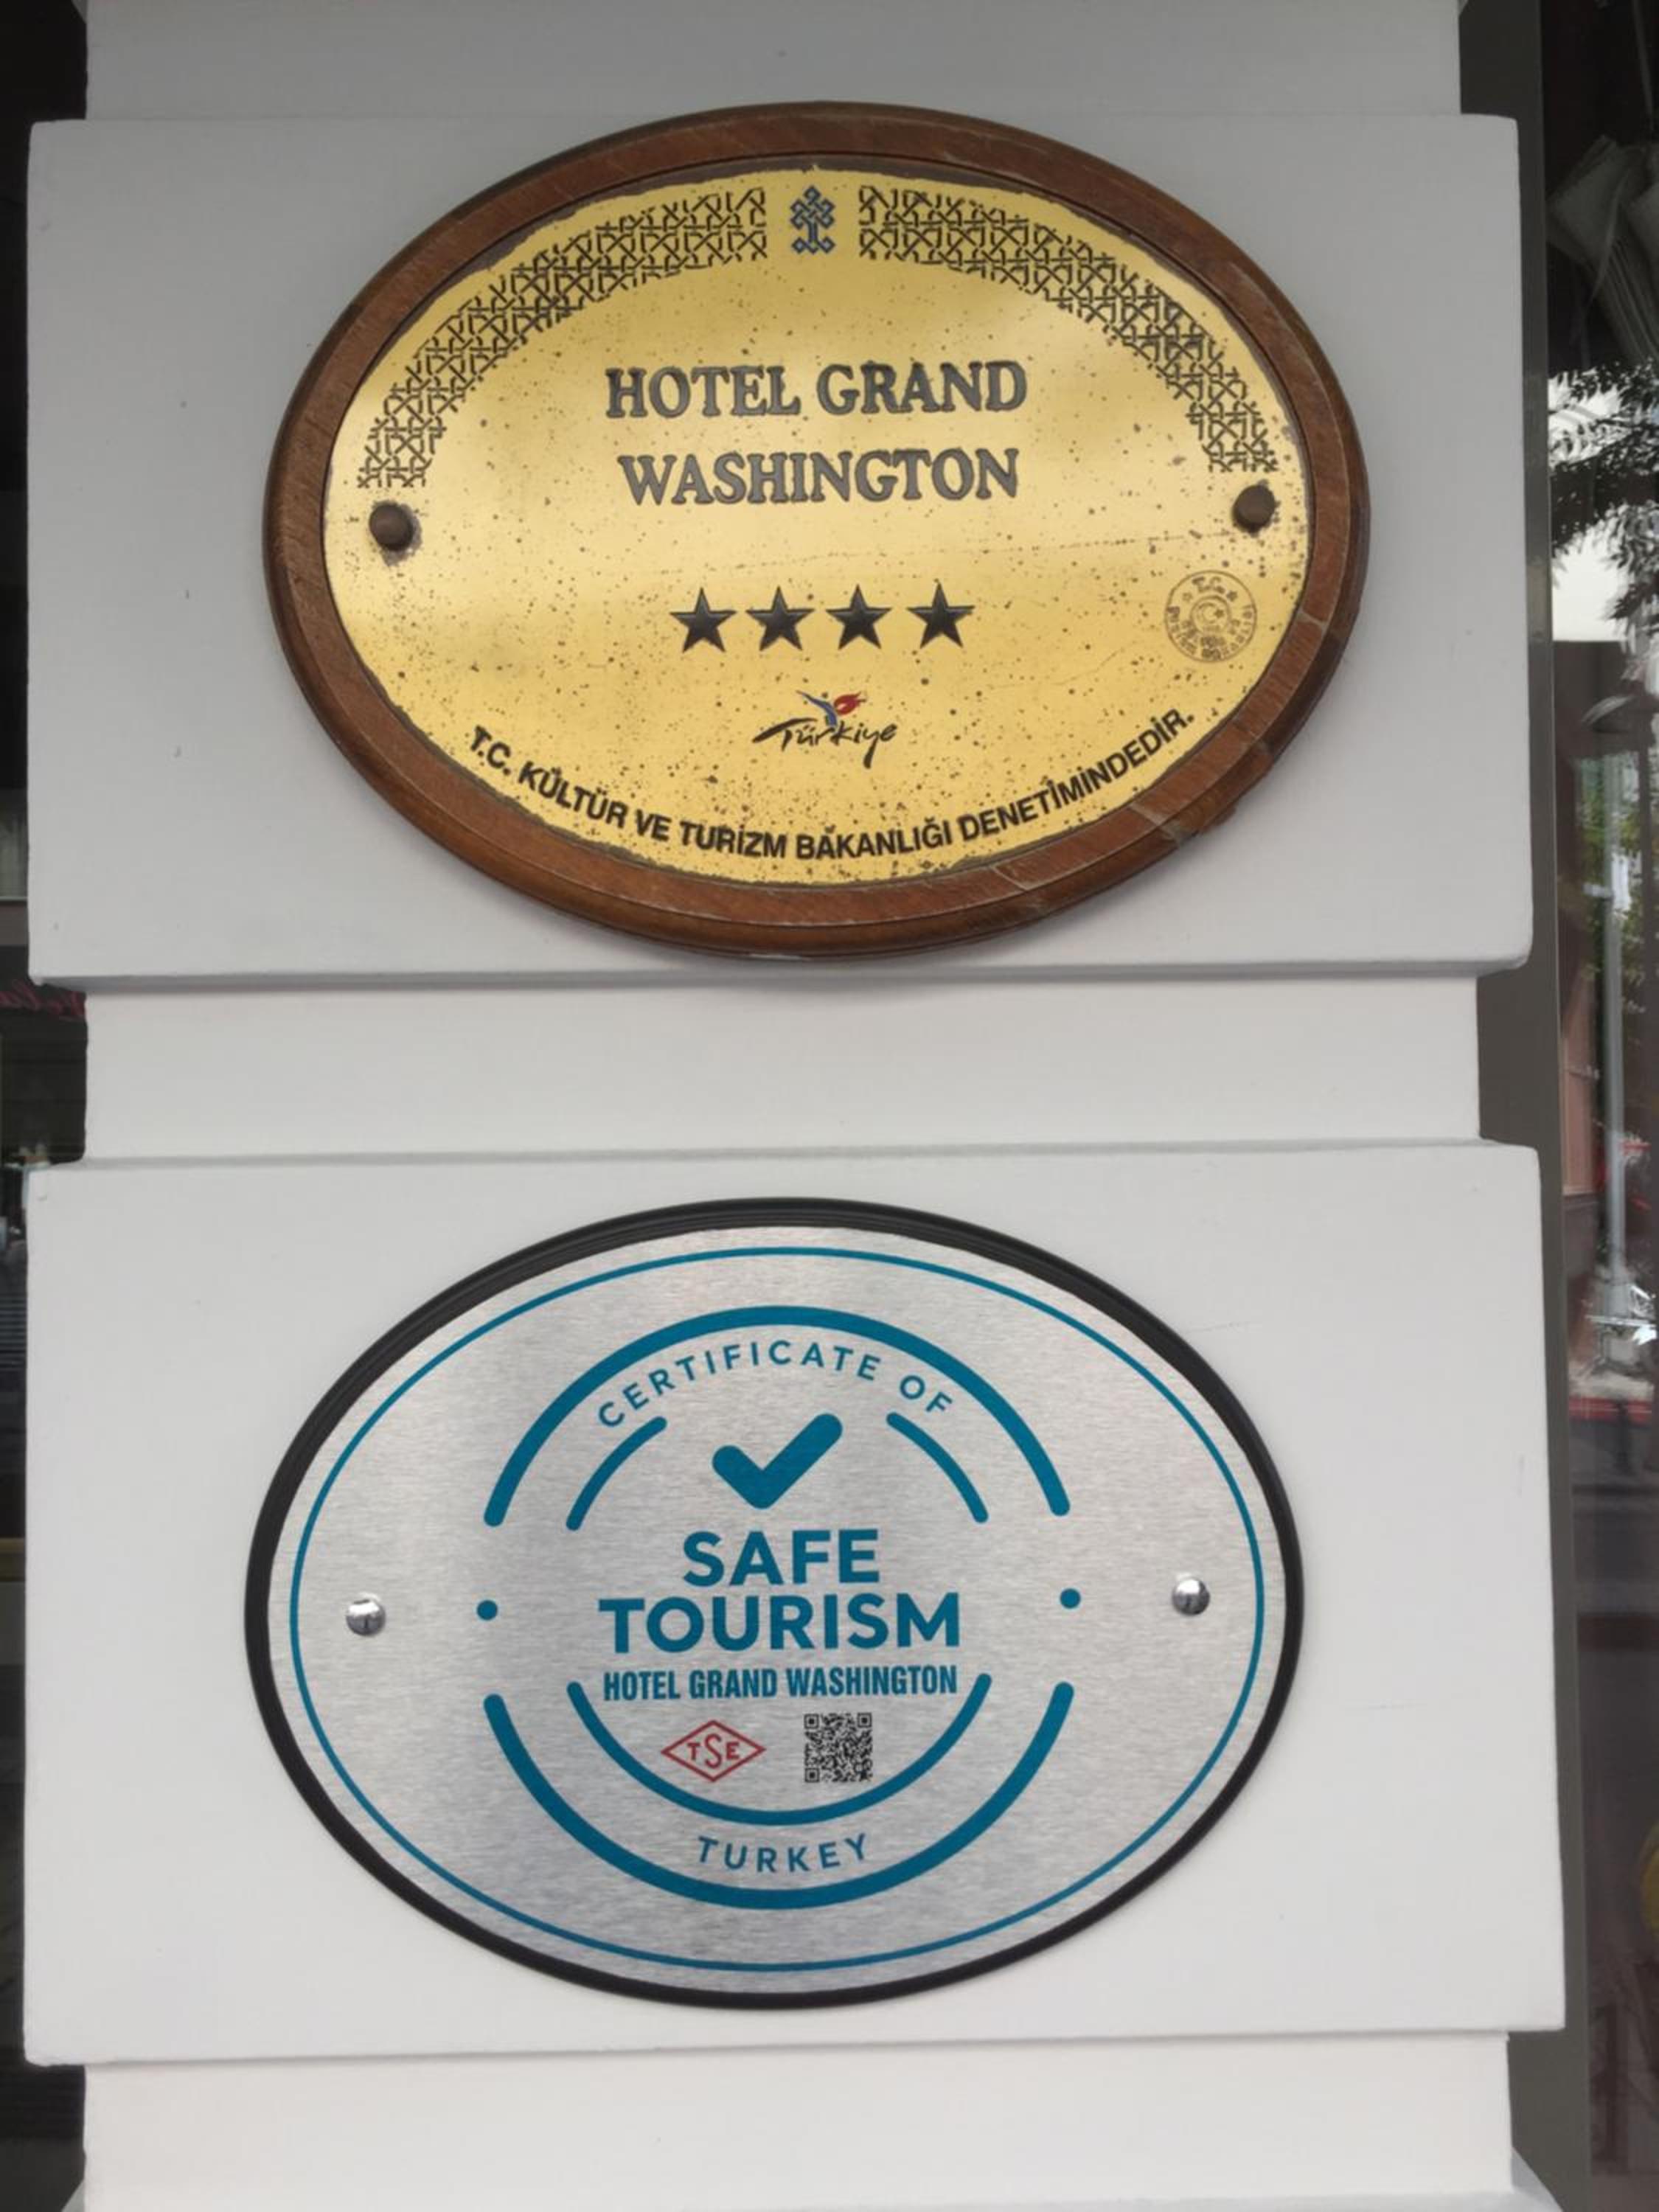 HOTEL GRAND
WASHINGTON
Türkiye
T.C. KÜLTÜR VE TURİZM BAKANLIĞI DENETİMİNDEDİR.
CERTIFICATE OF
SAFE
TOURISM
HOTEL GRAND WASHINGTON
TSE
TURKEY